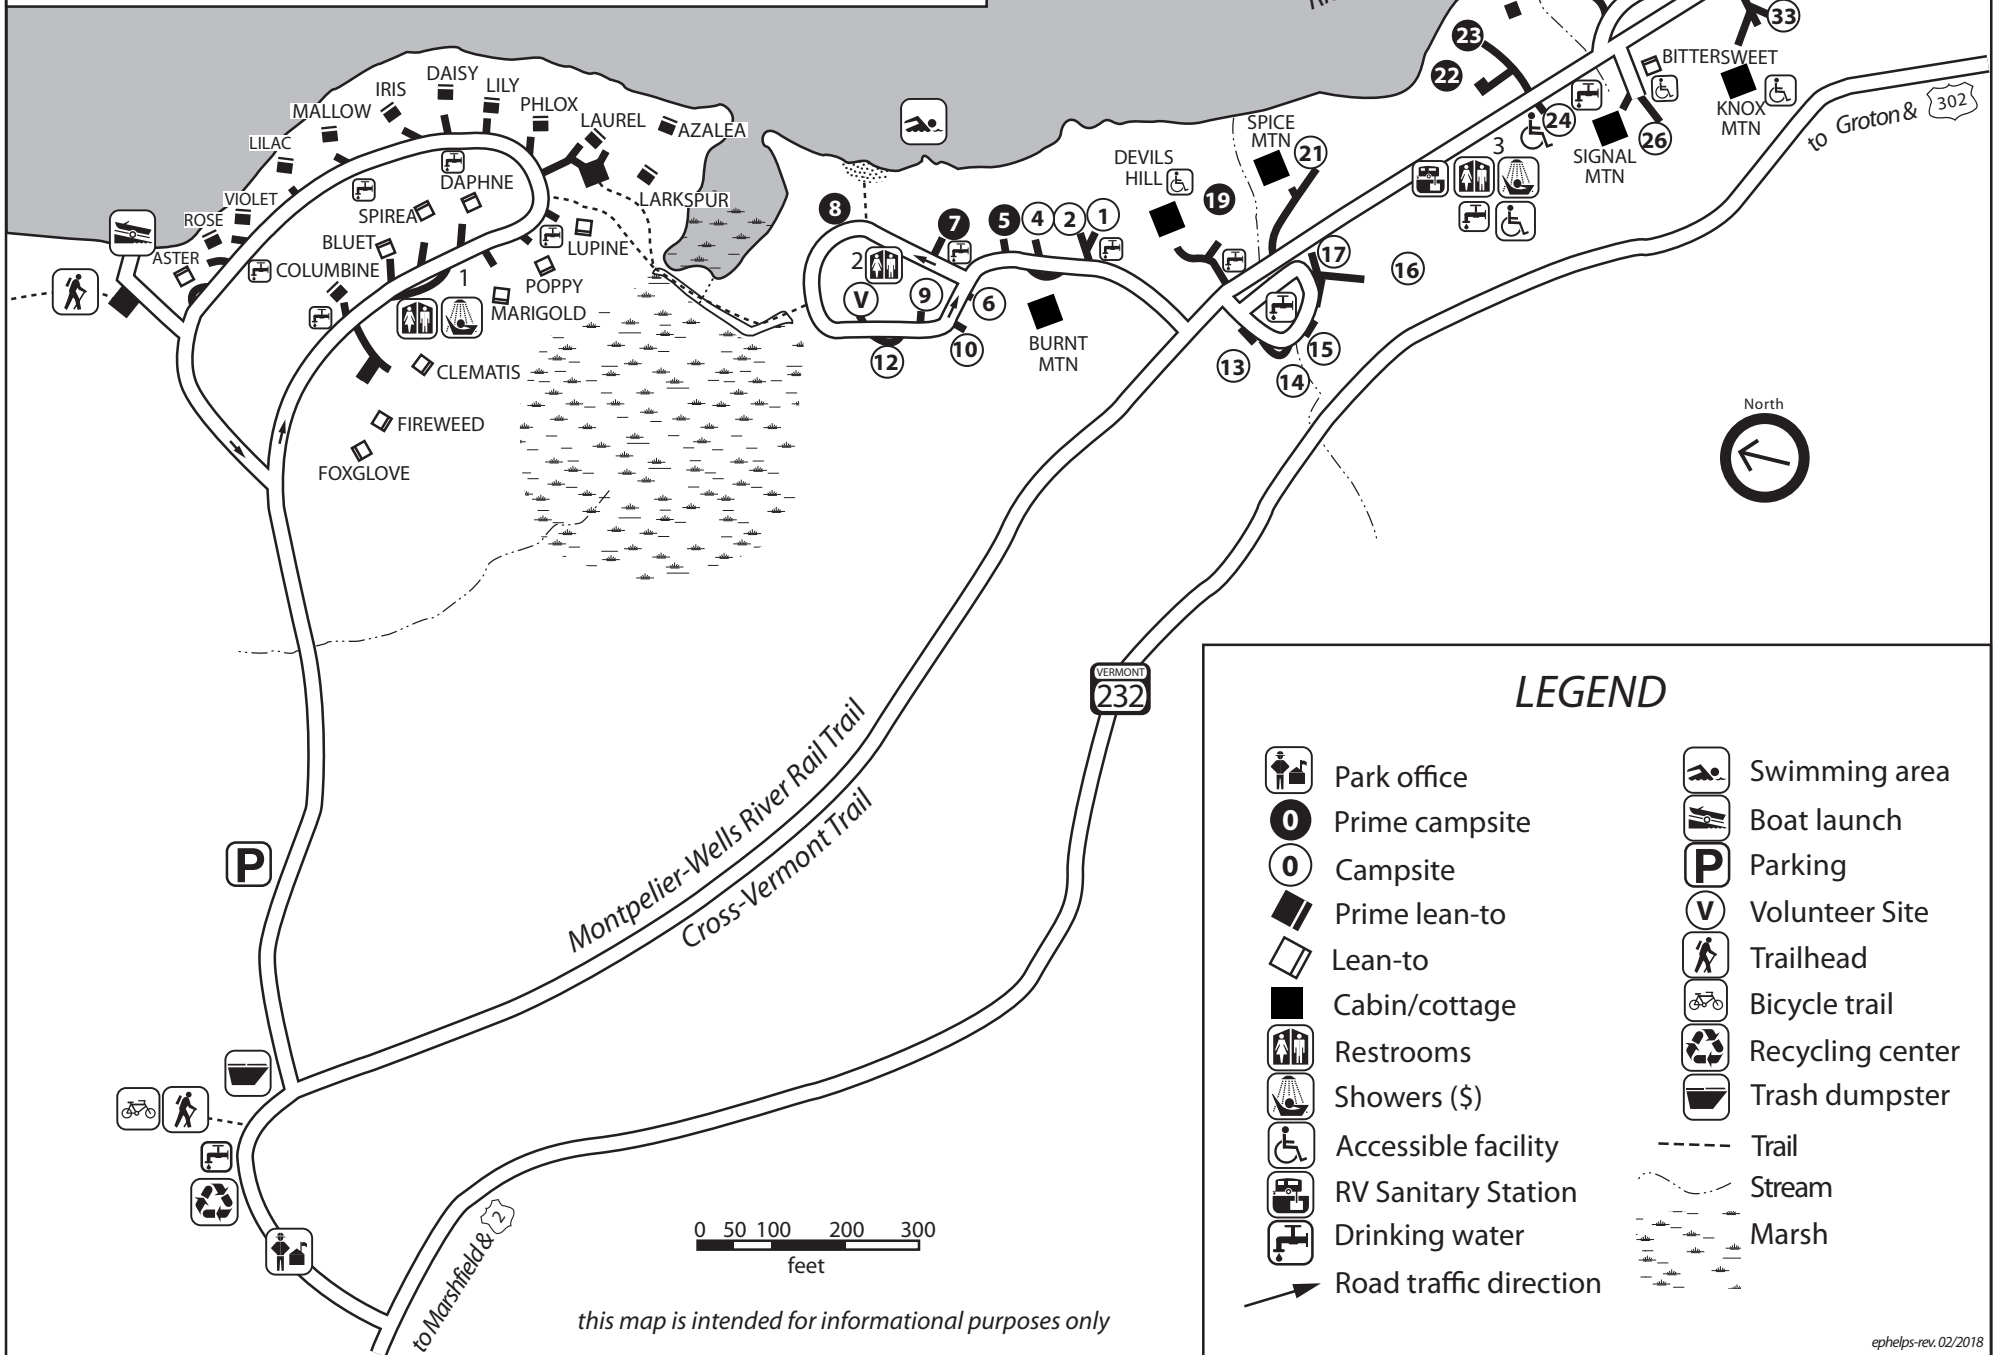 23
22
33
BITTERSWEET
KNOX
MTN
to Groton &
302
24
26
SIGNAL
MTN
3
SPICE
MTN
21
DEVILS
HILL
19
17
16
15
14
13
DAISY
IRIS
LILY
MALLOW
PHLOX
LAUREL
AZALEA
LILAC
DAPHNE
LARKSPUR
VIOLET
SPIREA
ROSE
BLUET
LUPINE
ASTER
COLUMBINE
1
POPPY
MARIGOLD
CLEMATIS
FIREWEED
FOXGLOVE
8
7
5
4
2
1
2
V
9
6
12
10
BURNT
MTN
North
VERMONT
232
Montpelier-Wells River Rail Trail
Cross-Vermont Trail
P
to Marshfield &
2
0 50 100 200 300
feet
this map is intended for informational purposes only
LEGEND
Park office
0 Prime campsite
0 Campsite
Prime lean-to
Lean-to
Cabin/cottage
Restrooms
Showers ($)
Accessible facility
RV Sanitary Station
Drinking water
Road traffic direction
Swimming area
Boat launch
P Parking
V Volunteer Site
Trailhead
Bicycle trail
Recycling center
Trash dumpster
Trail
Stream
Marsh
ephelps-rev. 02/2018